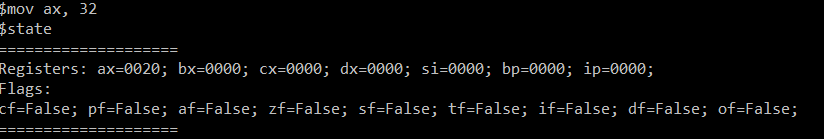 $mov ax, 32
$state
====================
Registers: ax=0020; bx=0000; cx=0000; dx=0000; si=0000; bp=0000; ip=0000;
Flags:
cf=False; pf=False; af=False; zf=False; sf=False; tf=False; if=False; df=False; of=False;
====================